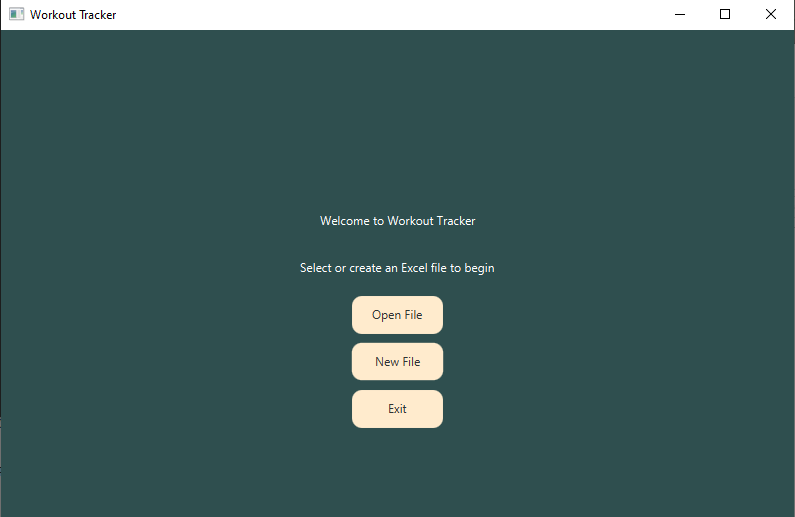 Workout Tracker
Welcome to Workout Tracker
Select or create an Excel file to begin
Open File
New File
Exit